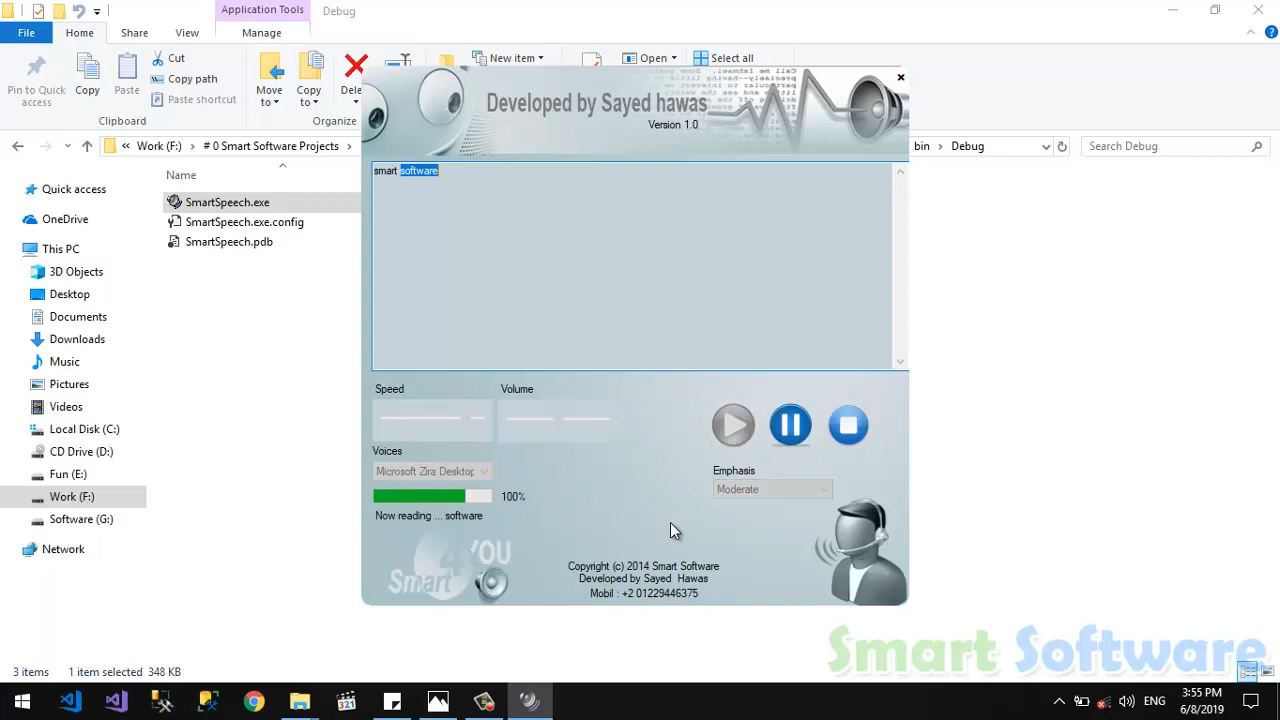 Application Tools
Debug
File
Home
Share
View
Manage
Pin to Quick access
Copy
Paste
Cut
Copy path
Paste shortcut
Clipboard
Move to
Copy to
Dele
Organize
New item
Open
Select all
Work (F:)
# 0 Smart Software Projects
bin
Debug
Search Debug
Name
Quick access
OneDrive
This PC
3D Objects
Desktop
Documents
Downloads
Music
Pictures
Videos
Local Disk (C:)
CD Drive (D:)
Fun (E:)
Work (F:)
Software (G:)
Network
SmartSpeech.exe
SmartSpeech.exe.config
SmartSpeech.pdb
Developed by Sayed hawas
Version 1.0
smart software
Speed
Volume
Voices
Microsoft Zira Desktop
100%
Now reading ... software
Emphasis
Moderate
Smart 4 YOU
Copyright (c) 2014 Smart Software
Developed by Sayed Hawas
Mobil : +2 01229446375
Smart Software
3 items
1 item selected 348 KB
321
ENG
3:55 PM
6/8/2019